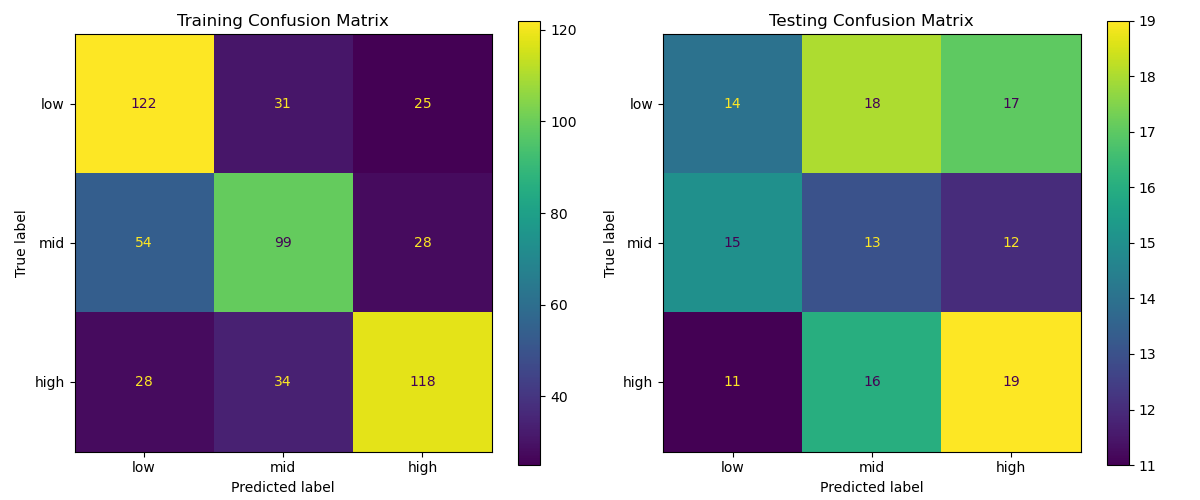 Training Confusion Matrix
True label
low
mid
high
122 31 25
54 99 28
28 34 118
low mid high
Predicted label
120
100
80
60
40
Testing Confusion Matrix
True label
low
mid
high
14 18 17
15 13 12
11 16 19
low mid high
Predicted label
19
18
17
16
15
14
13
12
11